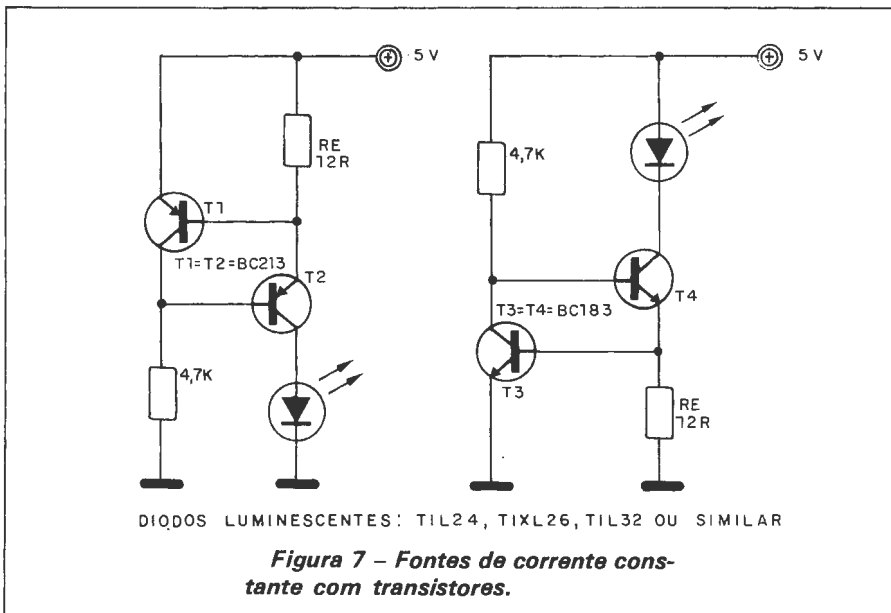 5 V
RE
12R
T1
T1=T2=BC213
T2
4,7K
5 V
4,7K
T4
T3=T4=BC183
T3
RE
12R
DIODOS LUMINESCENTES: TIL24, TIXL26, TIL32 OU SIMILAR
Figura 7 – Fontes de corrente cons-
tante com transistores.